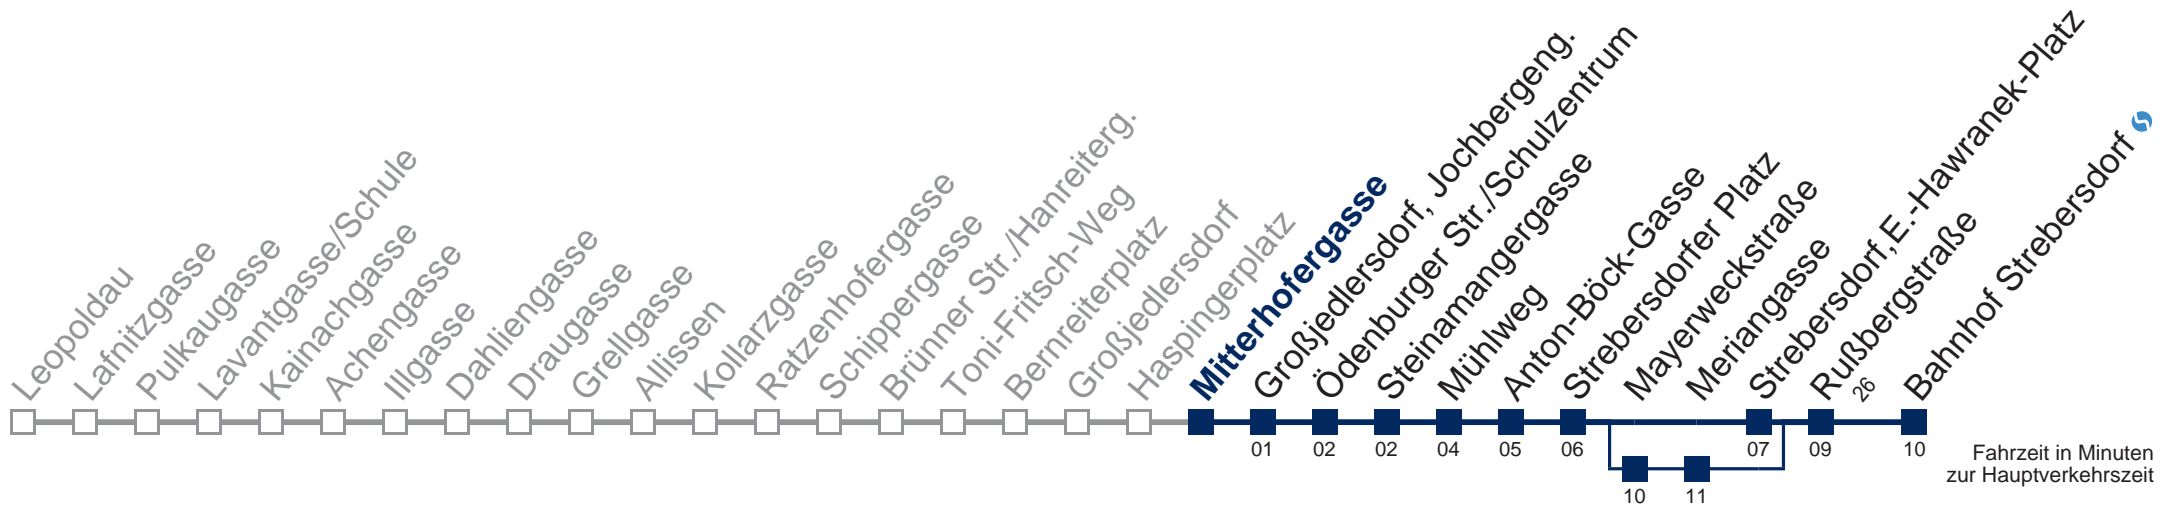 Leopoldau
Lafnitzgasse
Pulkaugasse
Lavantgasse/Schule
Kainachgasse
Achengasse
Illgasse
Dahliengasse
Draugasse
Grellgasse
Allissen
Kollarzgasse
Ratzenhofergasse
Schippergasse
Brünner Str./Hanreiterg.
Toni-Fritsch-Weg
Bernreiterplatz
Großjedlersdorf
Haspingerplatz
Mitterhofergasse
Großjedlersdorf, Jochbergeng.
Ödenburger Str./Schulzentrum
Steinamangergasse
Mühlweg
Anton-Böck-Gasse
Strebersdorfer Platz
Mayerweckstraße
Meriangasse
Strebersdorf,E.-Hawranek-Platz
Rußbergstraße
26
Bahnhof Strebersdorf
01 02 02 04 05 06 07 09 10
10 11
Fahrzeit in Minuten
zur Hauptverkehrszeit